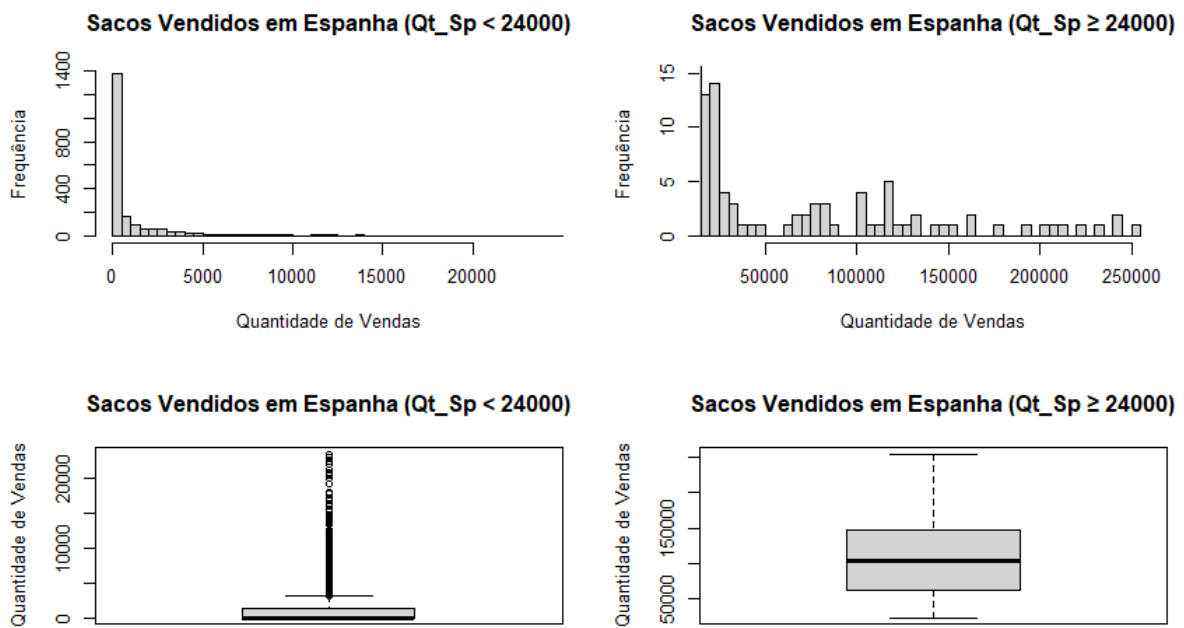 Sacos Vendidos em Espanha (Qt_Sp < 24000)
Frequência
0
400
800
1400
0
5000
10000
15000
20000
Quantidade de Vendas
Sacos Vendidos em Espanha (Qt_Sp ≥ 24000)
Frequência
0
5
10
15
50000
100000
150000
200000
250000
Quantidade de Vendas
Sacos Vendidos em Espanha (Qt_Sp < 24000)
Quantidade de Vendas
0
10000
20000
Sacos Vendidos em Espanha (Qt_Sp ≥ 24000)
Quantidade de Vendas
50000
150000